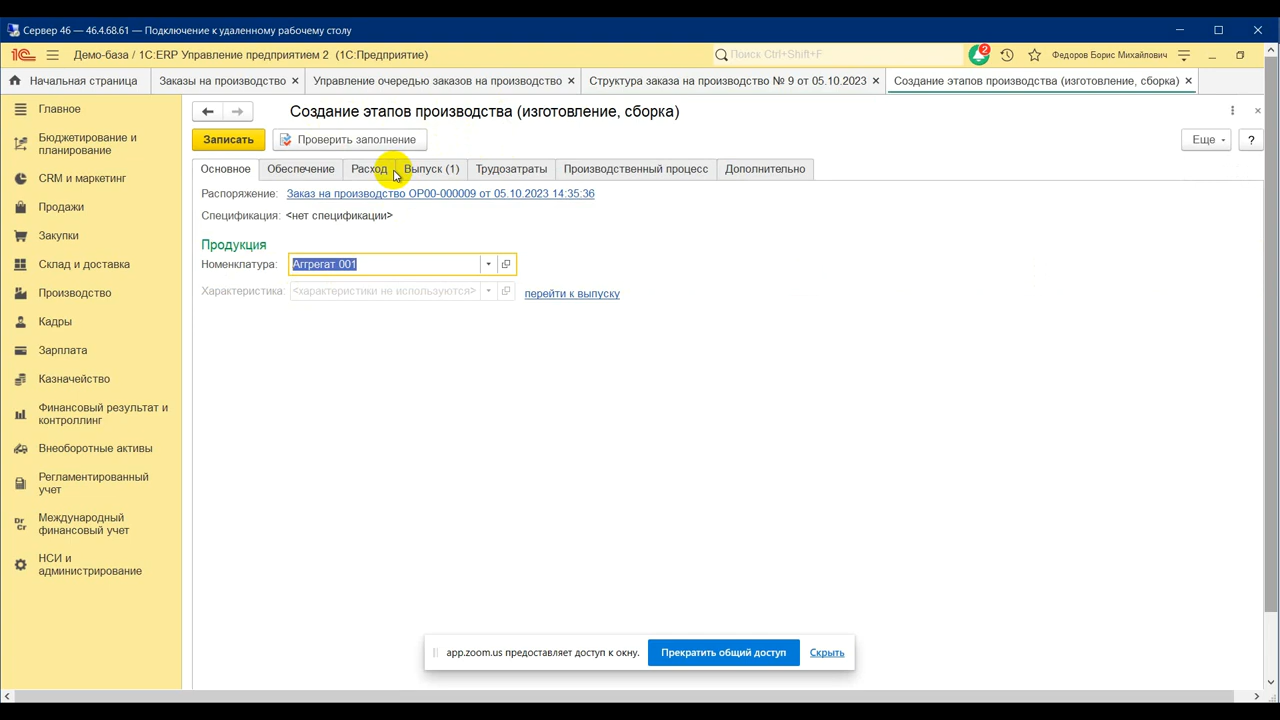 Сервер 46 — 46.4.68.61 — Подключение к удаленному рабочему столу
Демо-база / 1C:ERP Управление предприятием 2 (1С:Предприятие)
Поиск Ctrl+Shift+F
2
Федоров Борис Михайлович
Начальная страница
Заказы на производство
Управление очередью заказов на производство
Структура заказа на производство № 9 от 05.10.2023
Создание этапов производства (изготовление, сборка)
Главное
Бюджетирование и
планирование
CRM и маркетинг
Продажи
Закупки
Склад и доставка
Производство
Кадры
Зарплата
Казначейство
Финансовый результат и
контроллинг
Внеоборотные активы
Регламентированный
учет
Международный
финансовый учет
НСИ и
администрирование
Создание этапов производства (изготовление, сборка)
Записать
Проверить заполнение
Еще
?
Основное
Обеспечение
Расход
Выпуск (1)
Трудозатраты
Производственный процесс
Дополнительно
Распоряжение: Заказ на производство ОР00-000009 от 05.10.2023 14:35:36
Спецификация: <нет спецификации>
Продукция
Номенклатура: Аггрегат 001
Характеристика: <характеристики не используются>
перейти к выпуску
app.zoom.us предоставляет доступ к окну.
Прекратить общий доступ
Скрыть